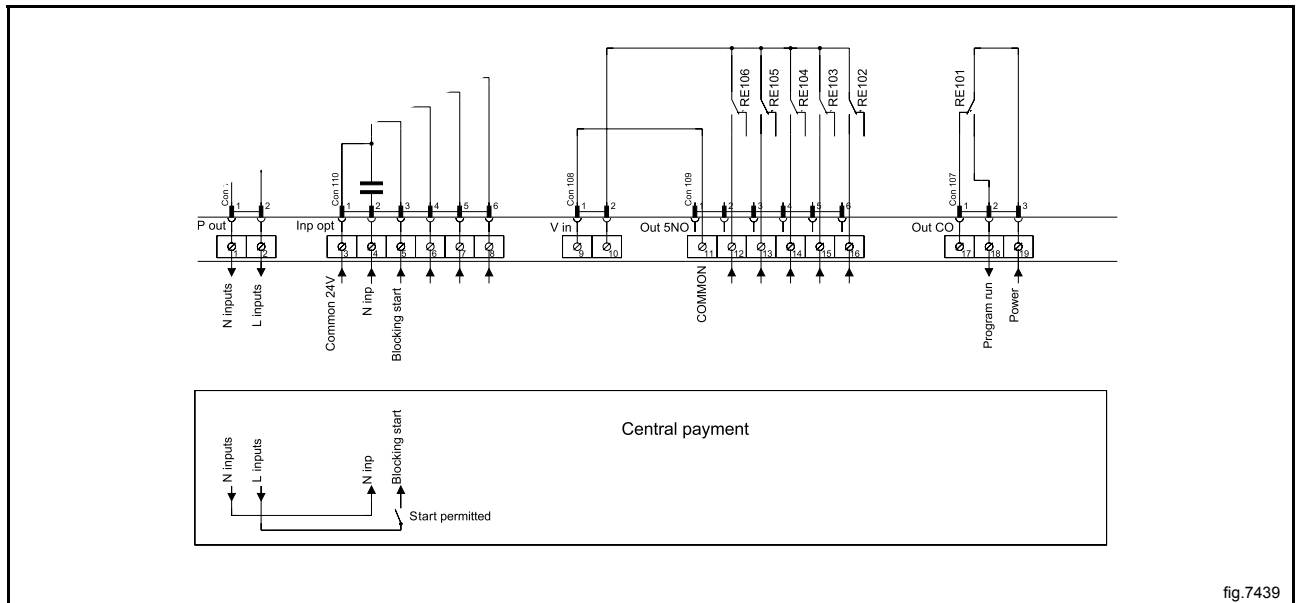 RE106
RE105
RE104
RE103
RE102
RE101
Con
1
2
Con 110
1
2
3
4
5
6
Con 108
1
2
Con 109
1
2
3
4
5
6
Con 107
1
2
3
P out
Inp opt
V in
Out 5NO
Out CO
1
2
3
4
5
6
7
8
9
10
11
12
13
14
15
16
17
18
19
N inputs
L inputs
Common 24V
N inp
Blocking start
COMMON
Program run
Power
Central payment
N inputs
L inputs
N inp
Blocking start
Start permitted
fig.7439